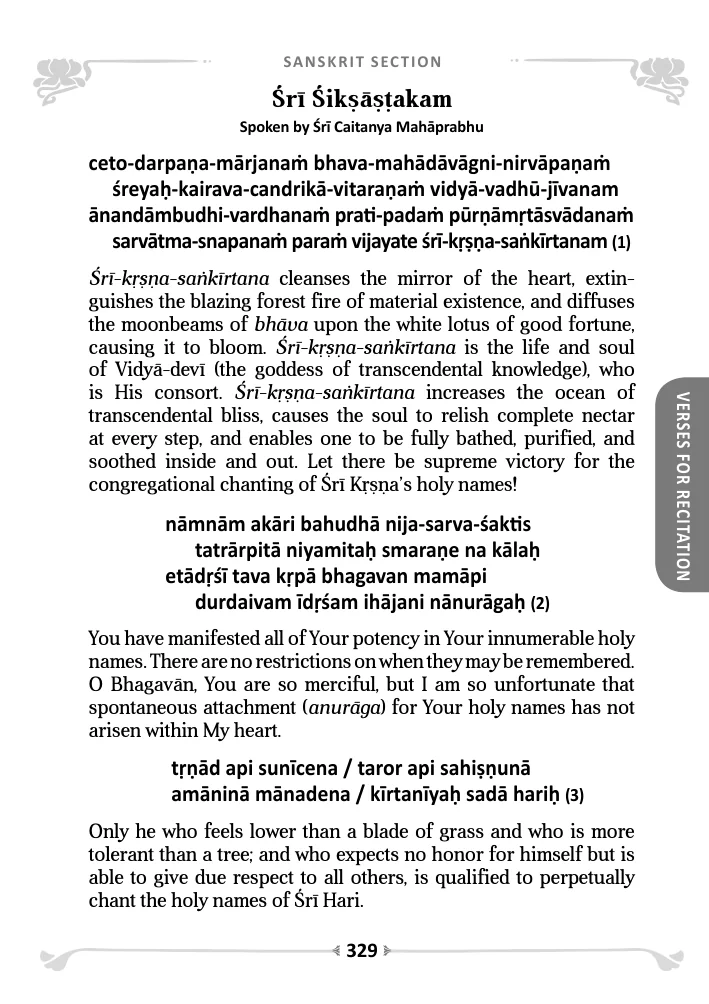 SANSKRIT SECTION
Śrī Śikṣāṣṭakam
Spoken by Śrī Caitanya Mahāprabhu
ceto-darpaṇa-mārjanaṁ bhava-mahādāvāgni-nirvāpaṇaṁ
śreyaḥ-kairava-candrikā-vitaraṇaṁ vidyā-vadhū-jīvanam
ānandāmbudhi-vardhanaṁ prati-padaṁ pūrṇāmṛtāsvādanaṁ
sarvātma-snapanaṁ paraṁ vijayate śrī-kṛṣṇa-saṅkīrtanam (1)
Śrī-kṛṣṇa-saṅkīrtana cleanses the mirror of the heart, extin-
guishes the blazing forest fire of material existence, and diffuses
the moonbeams of bhāva upon the white lotus of good fortune,
causing it to bloom. Śrī-kṛṣṇa-saṅkīrtana is the life and soul
of Vidyā-devī (the goddess of transcendental knowledge), who
is His consort. Śrī-kṛṣṇa-saṅkīrtana increases the ocean of
transcendental bliss, causes the soul to relish complete nectar
at every step, and enables one to be fully bathed, purified, and
soothed inside and out. Let there be supreme victory for the
congregational chanting of Śrī Kṛṣṇa's holy names!
nāmnām akāri bahudhā nija-sarva-śaktis
tatrārpitā niyamitaḥ smaraṇe na kālaḥ
etādṛśī tava kṛpā bhagavan mamāpi
durdaivam īdṛśam ihājani nānurāgaḥ (2)
You have manifested all of Your potency in Your innumerable holy
names. There are no restrictions on when they may be remembered.
O Bhagavān, You are so merciful, but I am so unfortunate that
spontaneous attachment (anurāga) for Your holy names has not
arisen within My heart.
tṛṇād api sunīcena / taror api sahiṣṇunā
amāninā mānadena / kīrtanīyaḥ sadā hariḥ (3)
Only he who feels lower than a blade of grass and who is more
tolerant than a tree; and who expects no honor for himself but is
able to give due respect to all others, is qualified to perpetually
chant the holy names of Śrī Hari.
VERSES FOR RECITATION
329